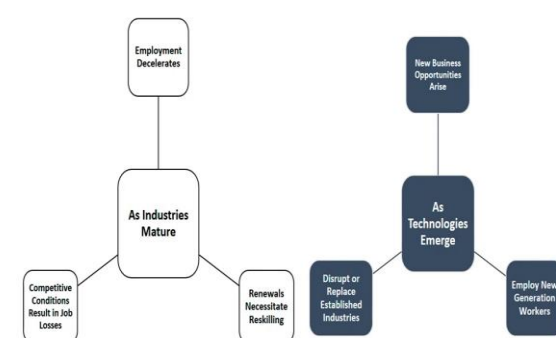 Employment
Decelerates
As Industries
Mature
Competitive
Conditions
Result in Job
Losses
Renewals
Necessitate
Reskilling
New Business
Opportunities
Arise
As
Technologies
Emerge
Disrupt or
Replace
Established
Industries
Employ New
Generation
Workers